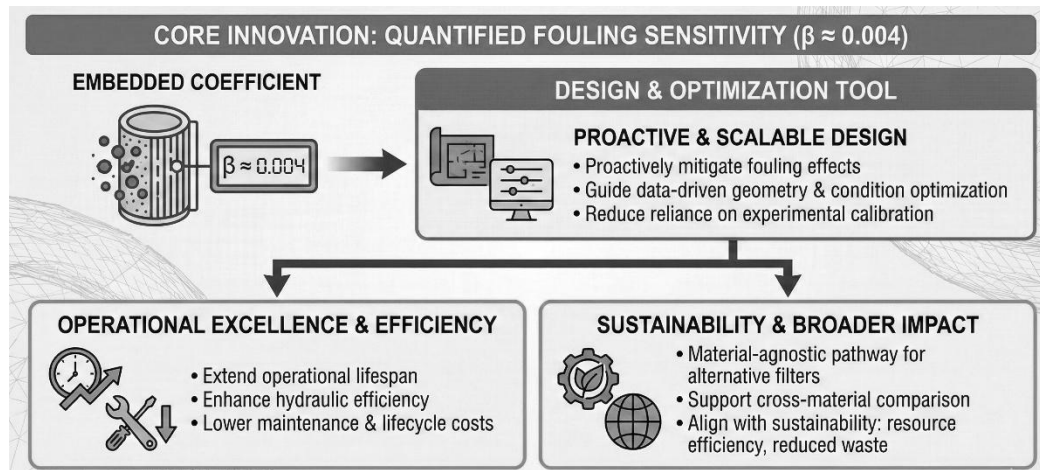 CORE INNOVATION: QUANTIFIED FOULING SENSITIVITY (β ≈ 0.004)
EMBEDDED COEFFICIENT
β ≈ 0.004
DESIGN & OPTIMIZATION TOOL
PROACTIVE & SCALABLE DESIGN
• Proactively mitigate fouling effects
• Guide data-driven geometry & condition optimization
• Reduce reliance on experimental calibration
OPERATIONAL EXCELLENCE & EFFICIENCY
• Extend operational lifespan
• Enhance hydraulic efficiency
• Lower maintenance & lifecycle costs
SUSTAINABILITY & BROADER IMPACT
• Material-agnostic pathway for
alternative filters
• Support cross-material comparison
• Align with sustainability: resource
efficiency, reduced waste